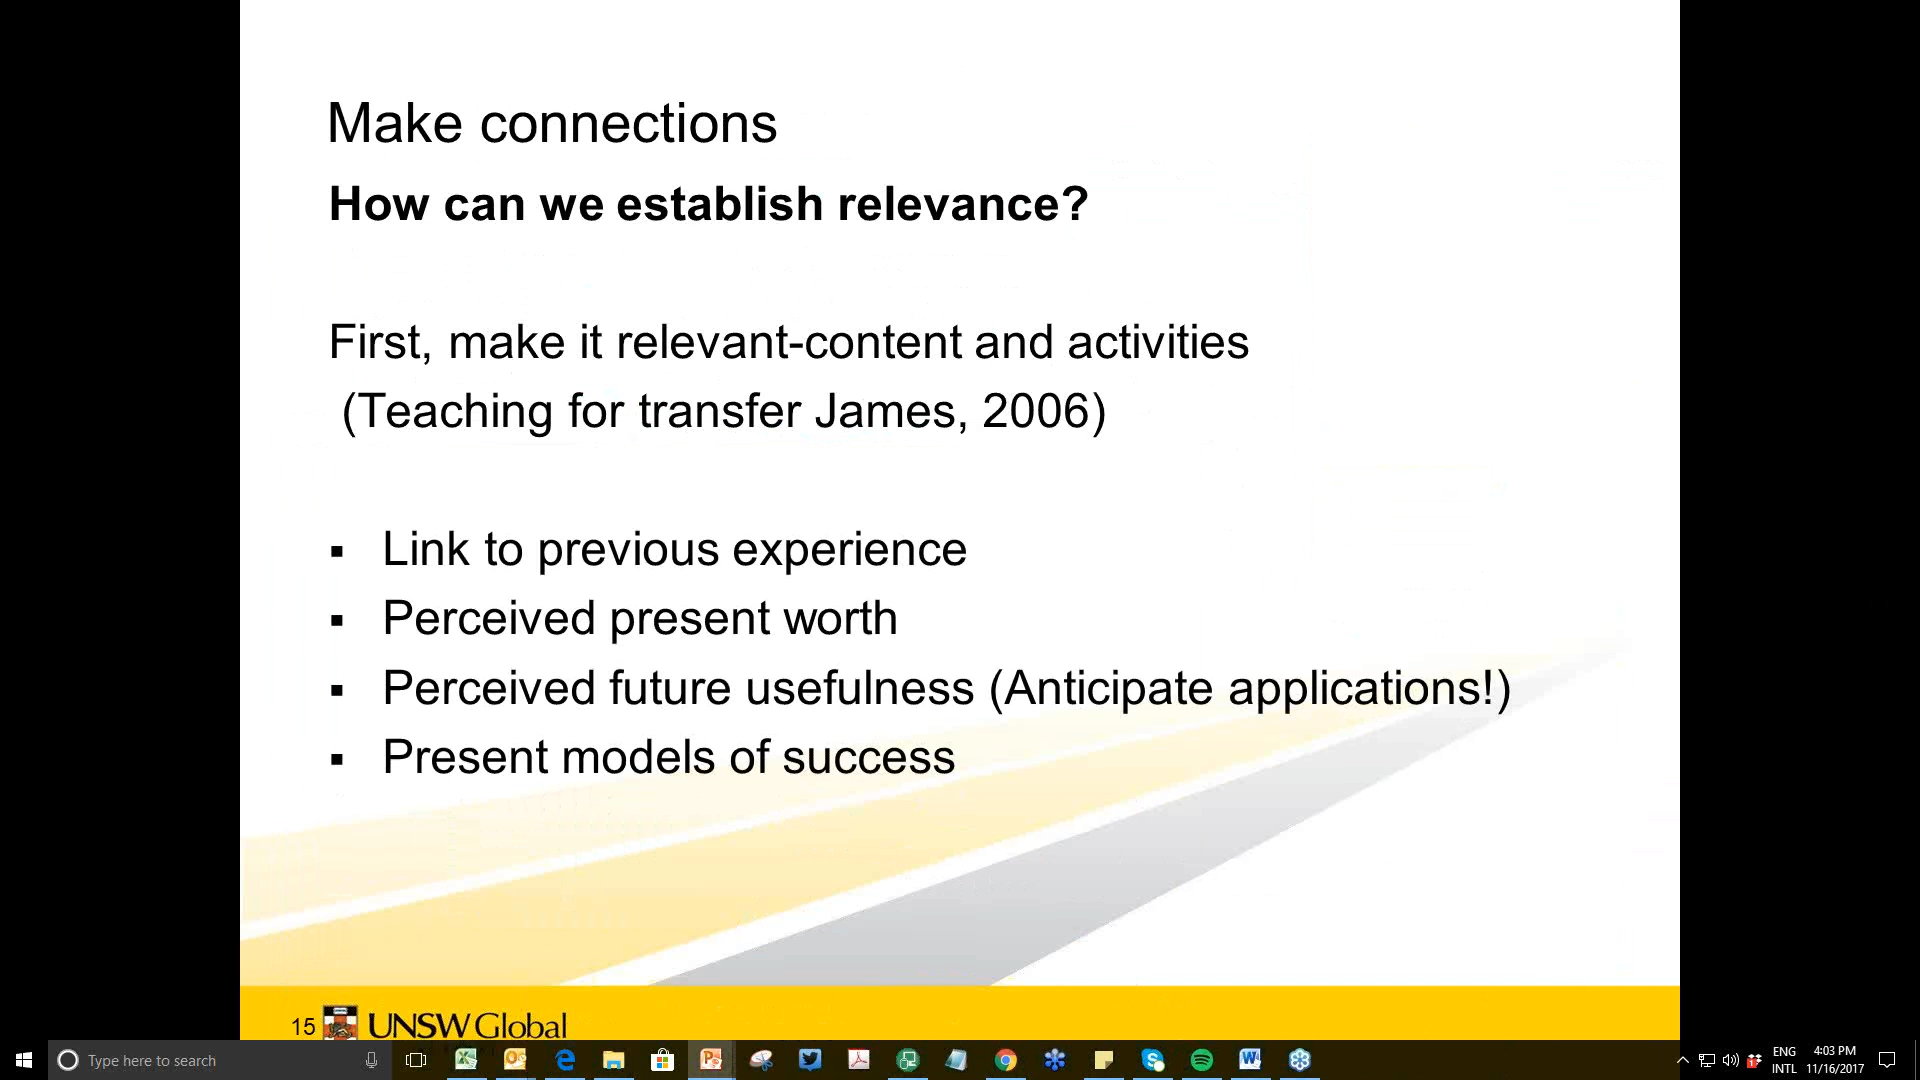 Make connections
How can we establish relevance?
First, make it relevant-content and activities
(Teaching for transfer James, 2006)
▪ Link to previous experience
▪ Perceived present worth
▪ Perceived future usefulness (Anticipate applications!)
▪ Present models of success
15 UNSW Global
Type here to search
ENG 4:03 PM
INTL 11/16/2017